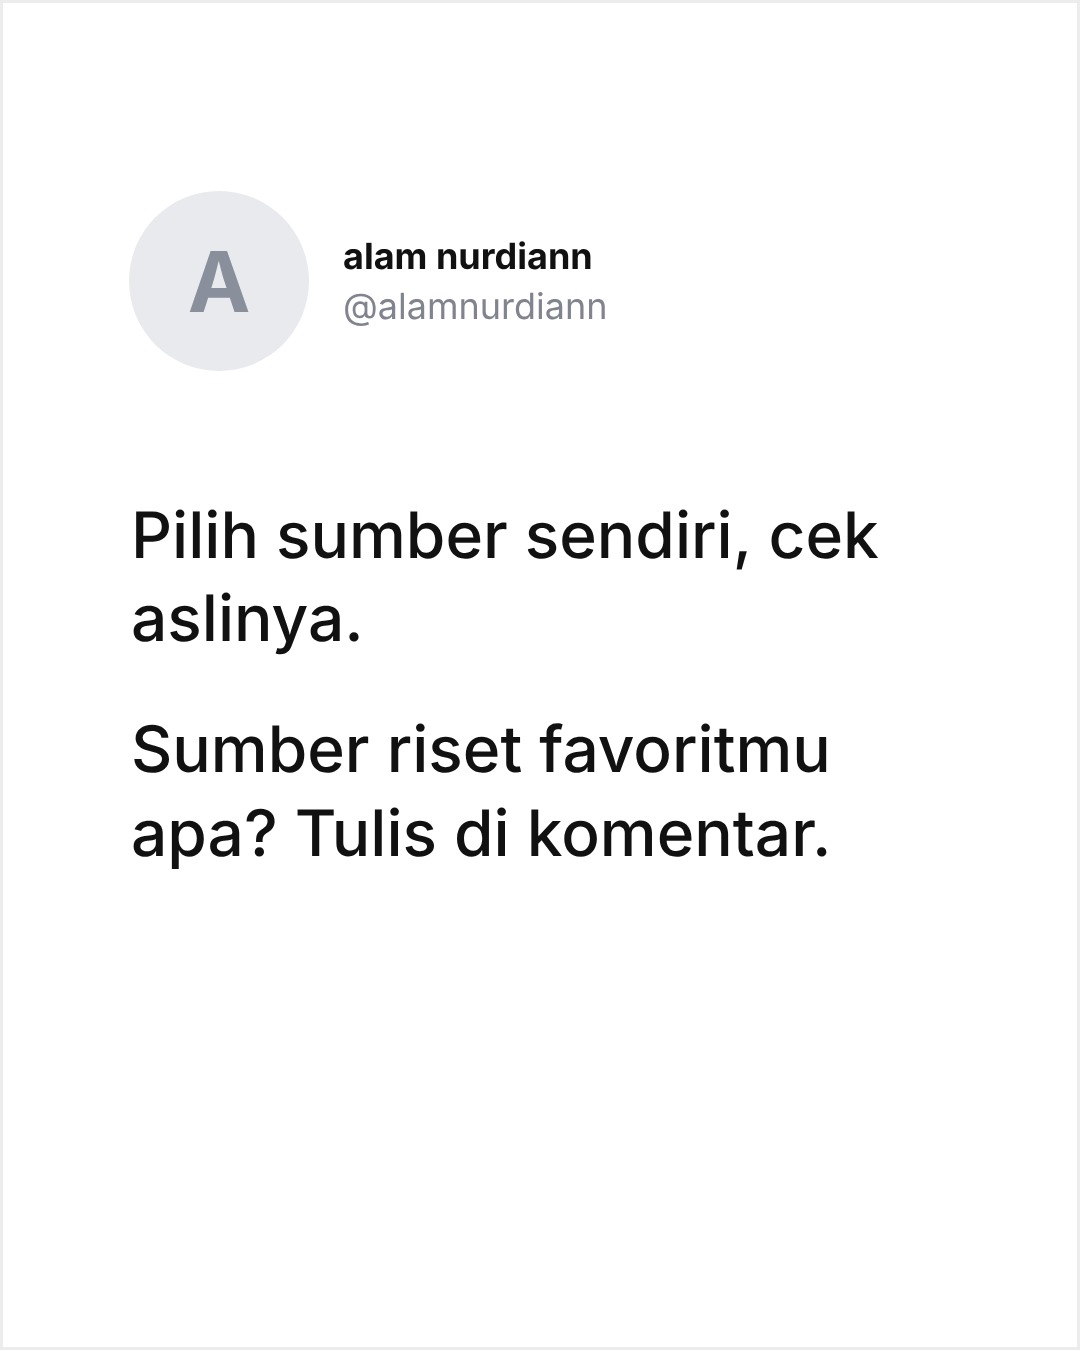 A
alam nurdiann
@alamnurdiann
Pilih sumber sendiri, cek
aslinya.
Sumber riset favoritmu
apa? Tulis di komentar.